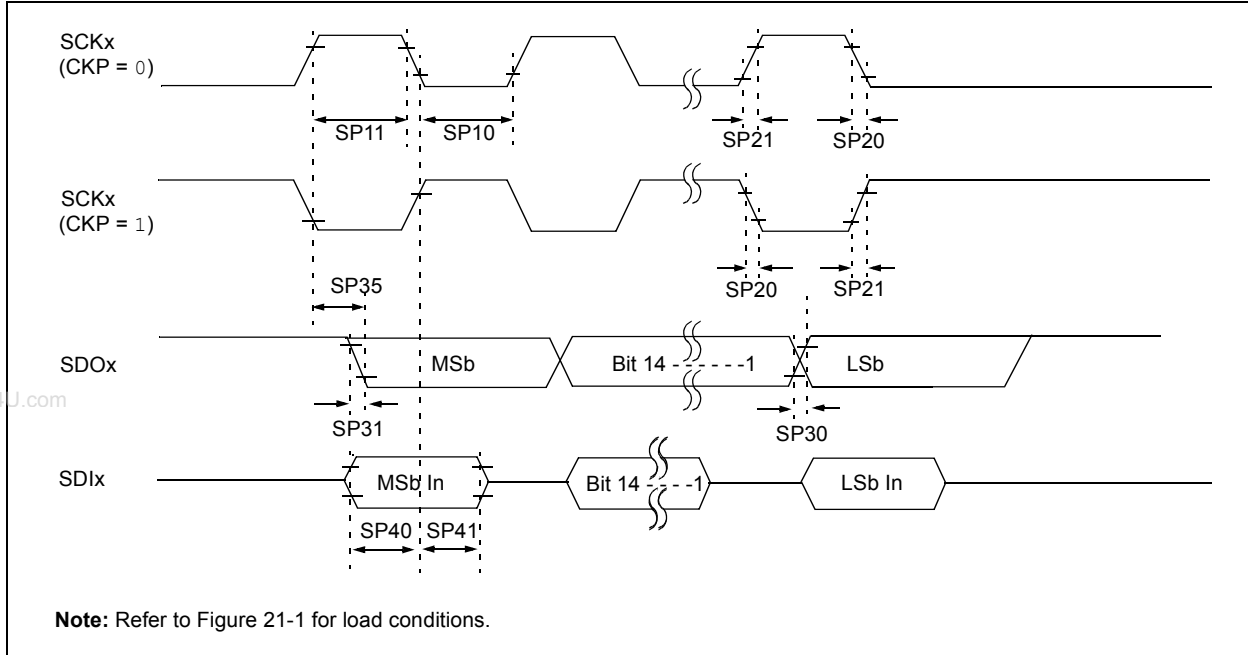 SCKx
(CKP = 0)
SP11
SP10
SP21
SP20
SCKx
(CKP = 1)
SP35
SP20
SP21
SDOx
MSb
Bit 14 - - - - - -1
LSb
U.com
SP31
SP30
SDIx
MSb In
Bit 14 - - - -1
LSb In
SP40
SP41
Note: Refer to Figure 21-1 for load conditions.